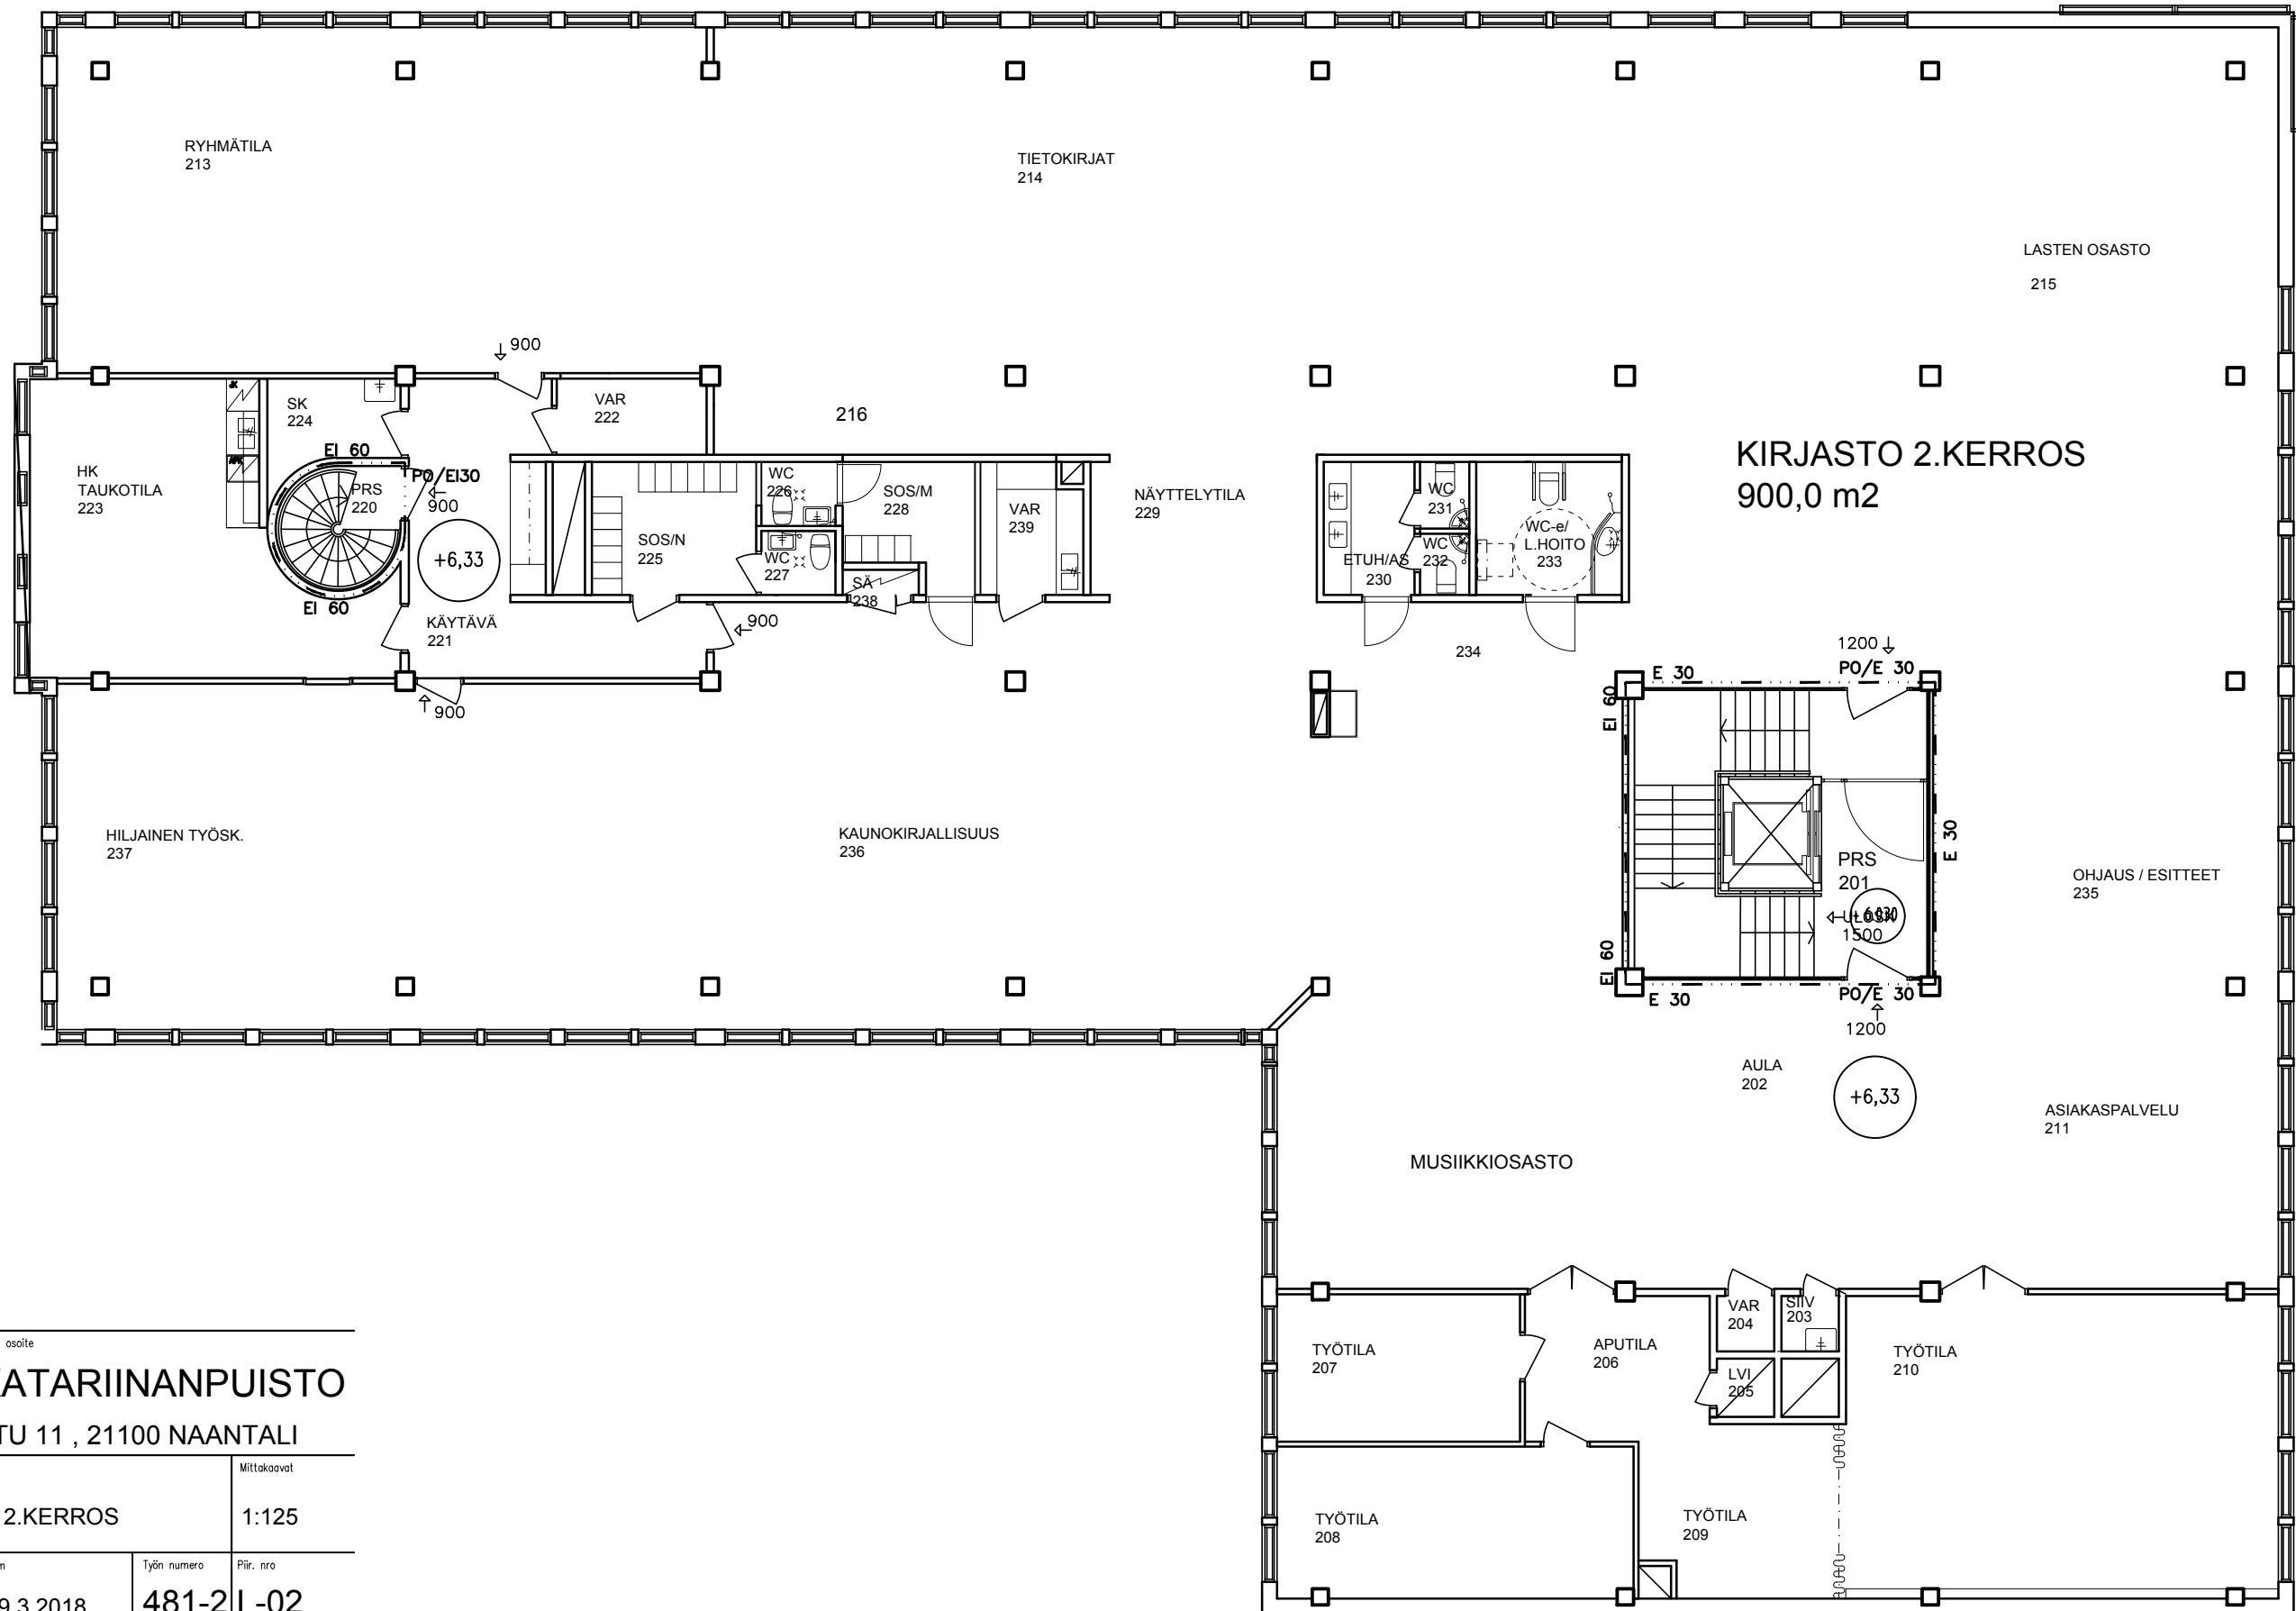 RYHMÄTILA
213
TIETOKIRJAT
214
LASTEN OSASTO
215
900
SK
224
VAR
222
216
EI 60
PO/EI30
900
HK
TAUKOTILA
223
PRS
220
+6,33
EI 60
KÄYTÄVÄ
221
SOS/N
225
WC
226
WC
227
SOS/M
228
SÄ
238
VAR
239
900
900
NÄYTTELYTILA
229
ETUH/AS
230
WC
231
WC
232
WC-e/
L.HOITO
233
234
KIRJASTO 2.KERROS
900,0 m2
1200
E 30
PO/E 30
EI 60
HILJAINEN TYÖSK.
237
KAUNOKIRJALLISUUS
236
PRS
201
1500
E 30
EI 60
OHJAUS / ESITTEET
235
E 30
PO/E 30
1200
AULA
202
+6,33
ASIAKASPALVELU
211
MUSIIKKIOSASTO
TYÖTILA
207
APUTILA
206
VAR
204
SIIV
203
LVI
205
TYÖTILA
210
TYÖTILA
208
TYÖTILA
209
osoite
KATARIINANPUISTO
TU 11 , 21100 NAANTALI
Mittakaavat
2.KERROS
1:125
Työn numero
Piir. nro
9.3.2018
481-2
L-02